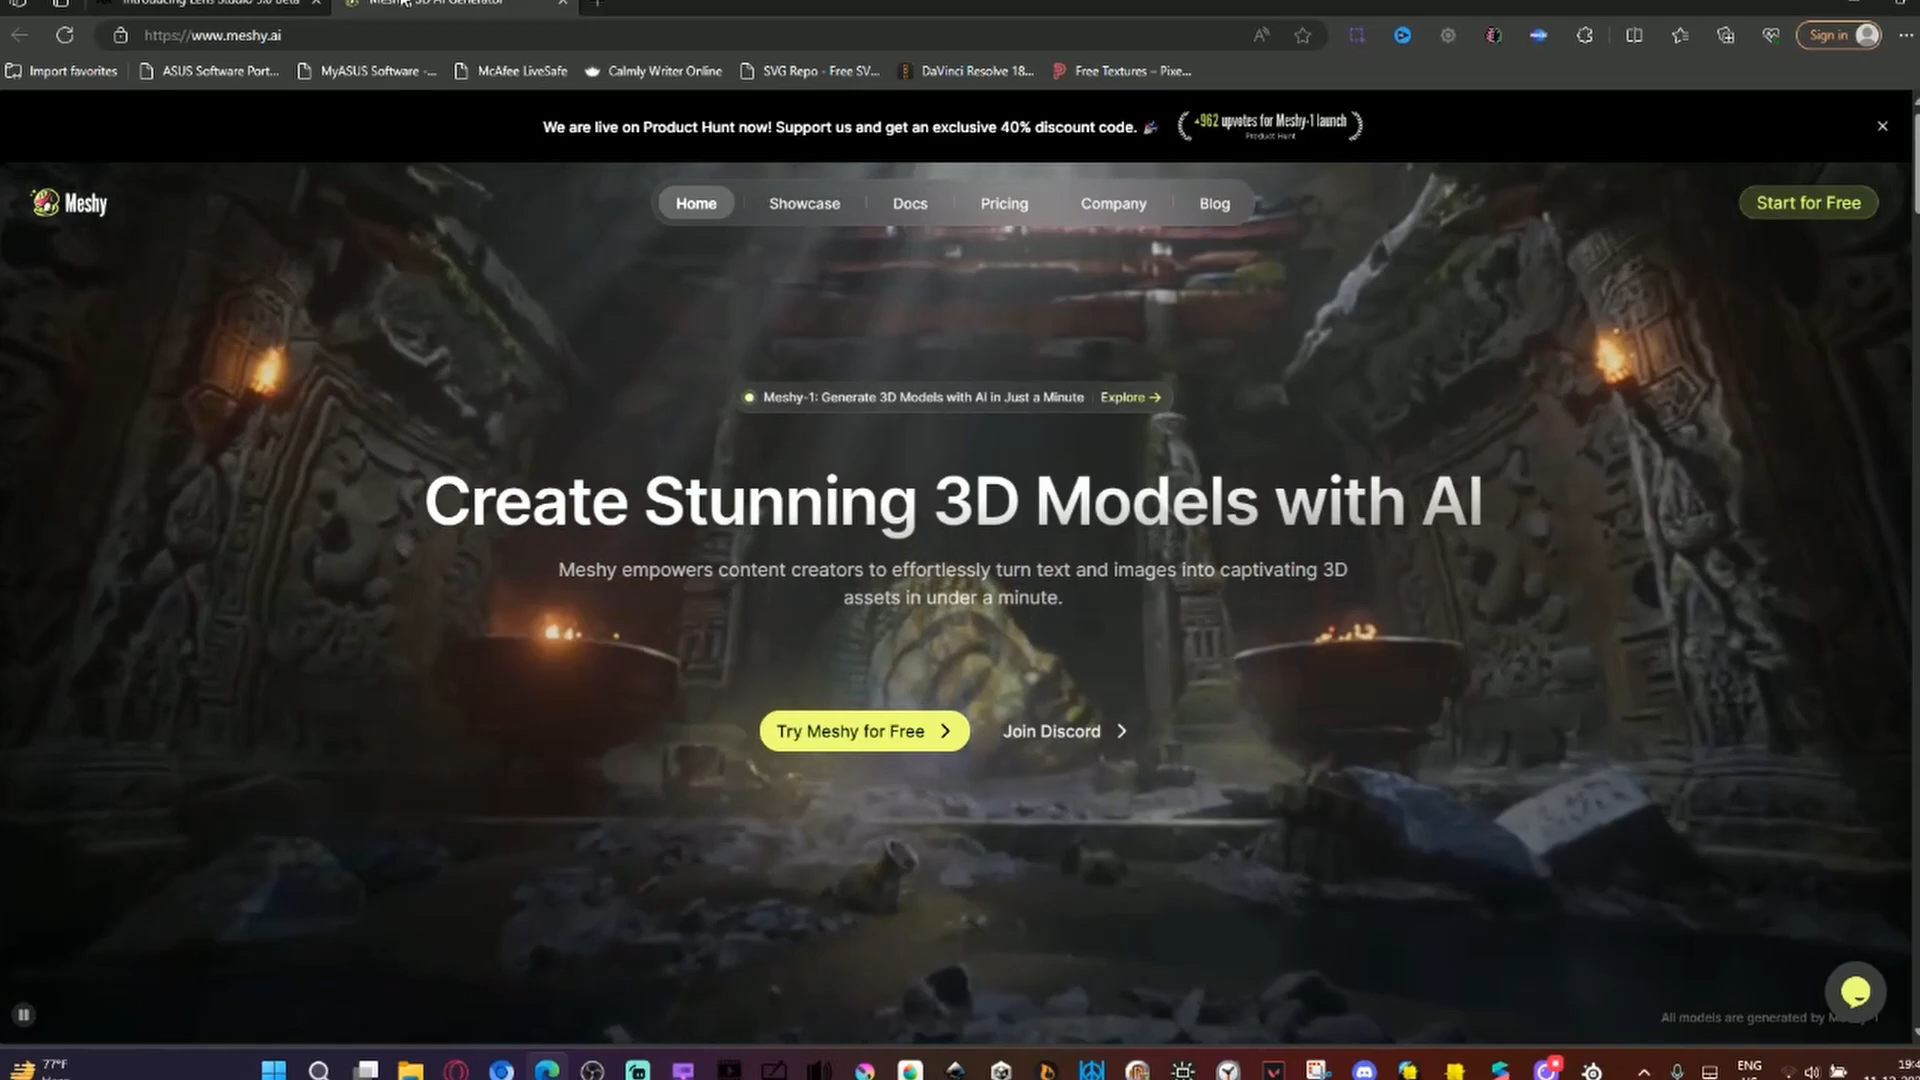 https://www.meshy.ai
Sign in
Import favorites
ASUS Software Port...
MyASUS Software -...
McAfee LiveSafe
Calmly Writer Online
SVG Repo - Free SV...
DaVinci Resolve 18...
Free Textures – Pixe...
We are live on Product Hunt now! Support us and get an exclusive 40% discount code.
+962 upvotes for Meshy-1 launch
Product Hunt
Meshy
Home
Showcase
Docs
Pricing
Company
Blog
Start for Free
Meshy-1: Generate 3D Models with AI in Just a Minute
Explore →
Create Stunning 3D Models with AI
Meshy empowers content creators to effortlessly turn text and images into captivating 3D
assets in under a minute.
Try Meshy for Free
Join Discord
All models are generated by
77°F
ENG